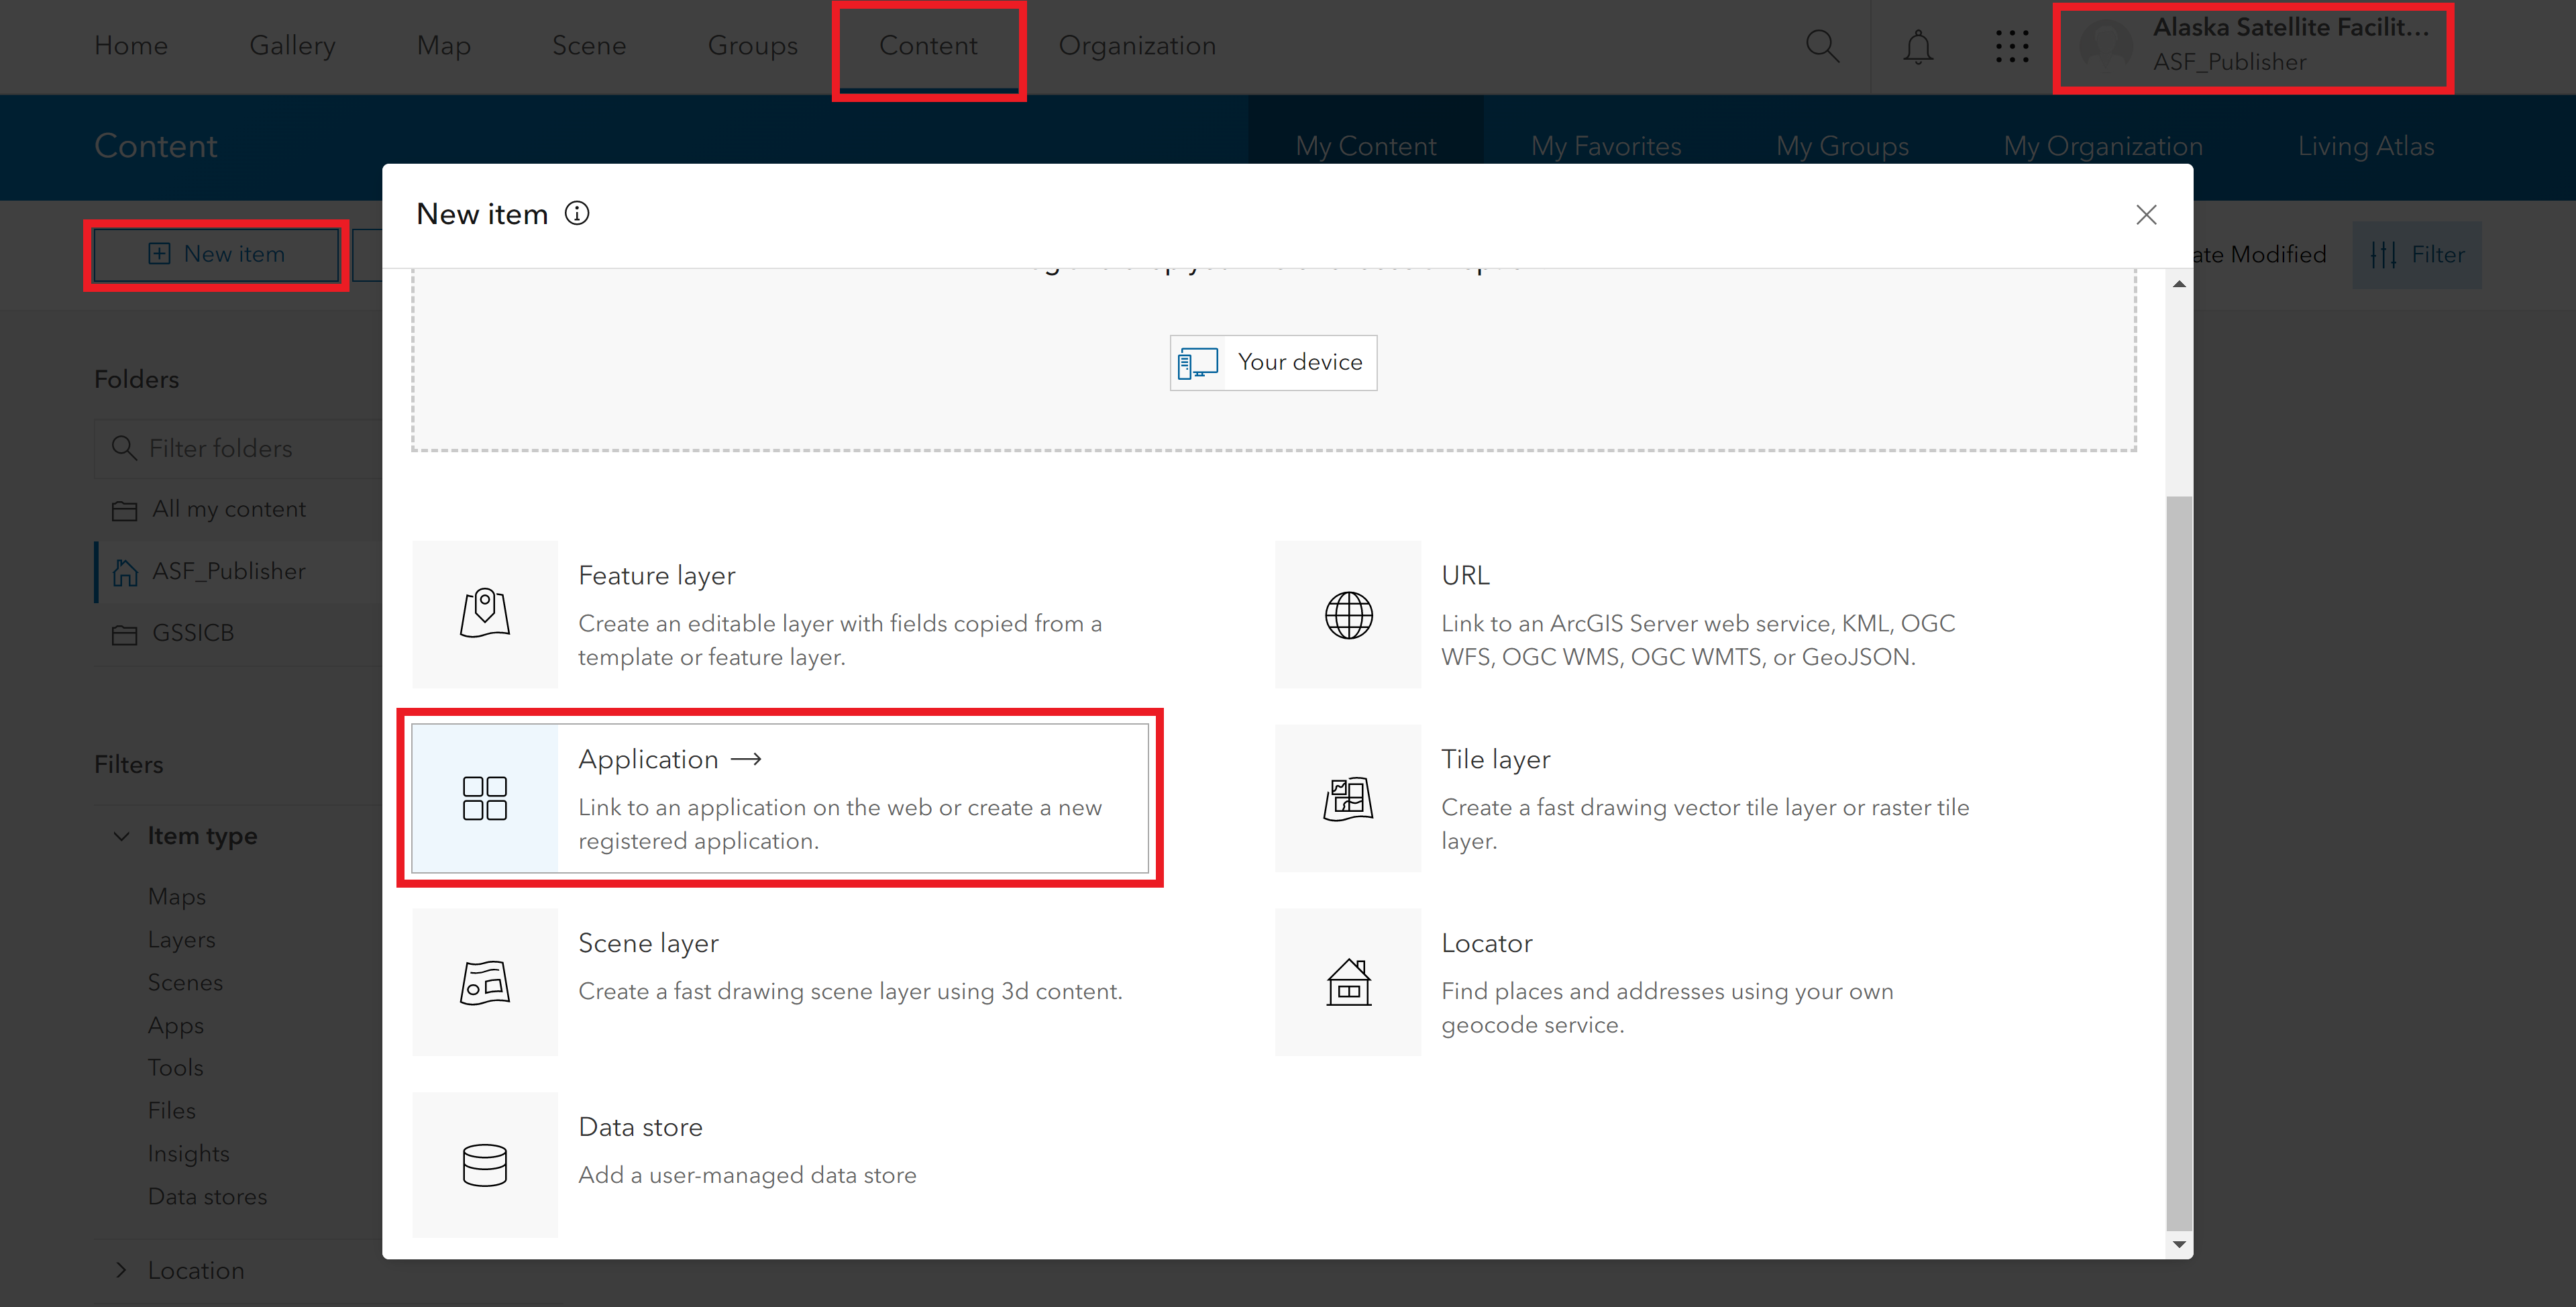 Home Gallery Map Scene Groups Content Organization
Alaska Satellite Facilit...
ASF_Publisher
Content
My Content My Favorites My Groups My Organization Living Atlas
New item
New item
ate Modified
Filter
Your device
Folders
Filter folders
All my content
ASF_Publisher
GSSICB
Filters
Item type
Maps
Layers
Scenes
Apps
Tools
Files
Insights
Data stores
Location
Feature layer
Create an editable layer with fields copied from a
template or feature layer.
URL
Link to an ArcGIS Server web service, KML, OGC
WFS, OGC WMS, OGC WMTS, or GeoJSON.
Application →
Link to an application on the web or create a new
registered application.
Tile layer
Create a fast drawing vector tile layer or raster tile
layer.
Scene layer
Create a fast drawing scene layer using 3d content.
Locator
Find places and addresses using your own
geocode service.
Data store
Add a user-managed data store